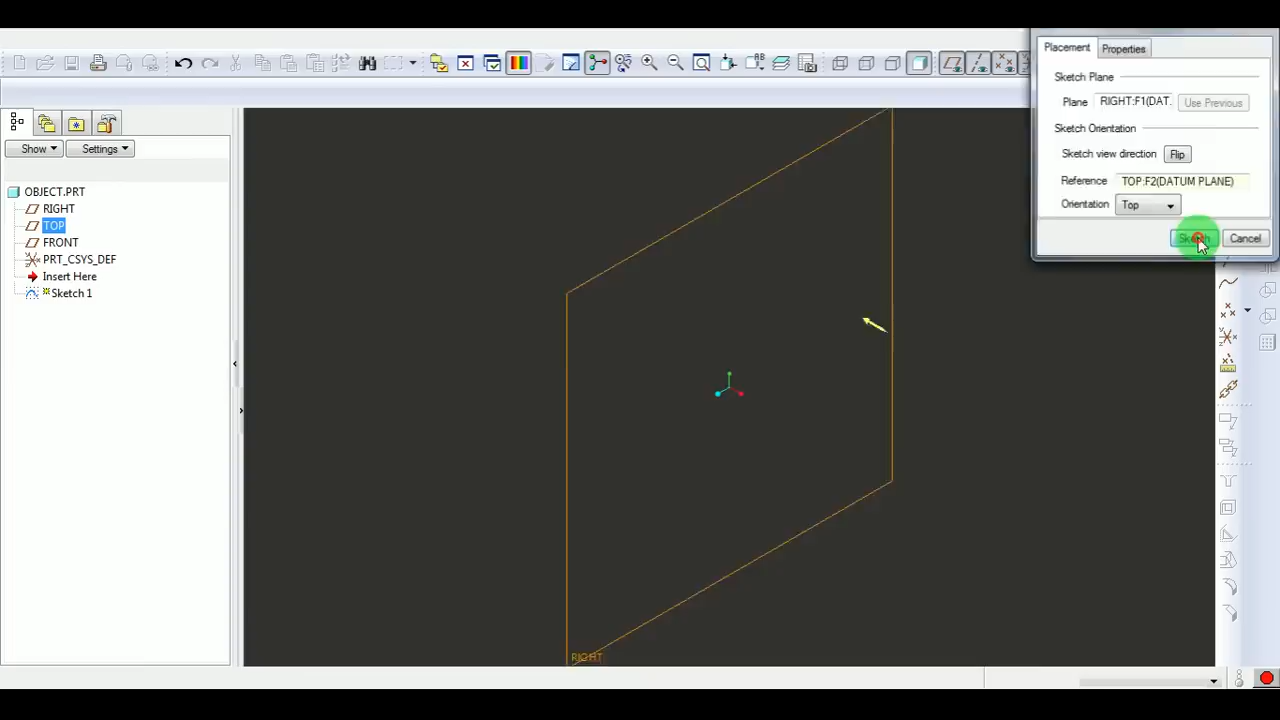 Placement
Properties
Sketch Plane
Plane RIGHT:F1(DAT. Use Previous
Sketch Orientation
Sketch view direction Flip
Reference TOP:F2(DATUM PLANE)
Orientation Top
Sketch Cancel
Show Settings
OBJECT.PRT
RIGHT
TOP
FRONT
PRT_CSYS_DEF
Insert Here
Sketch 1
RIGHT